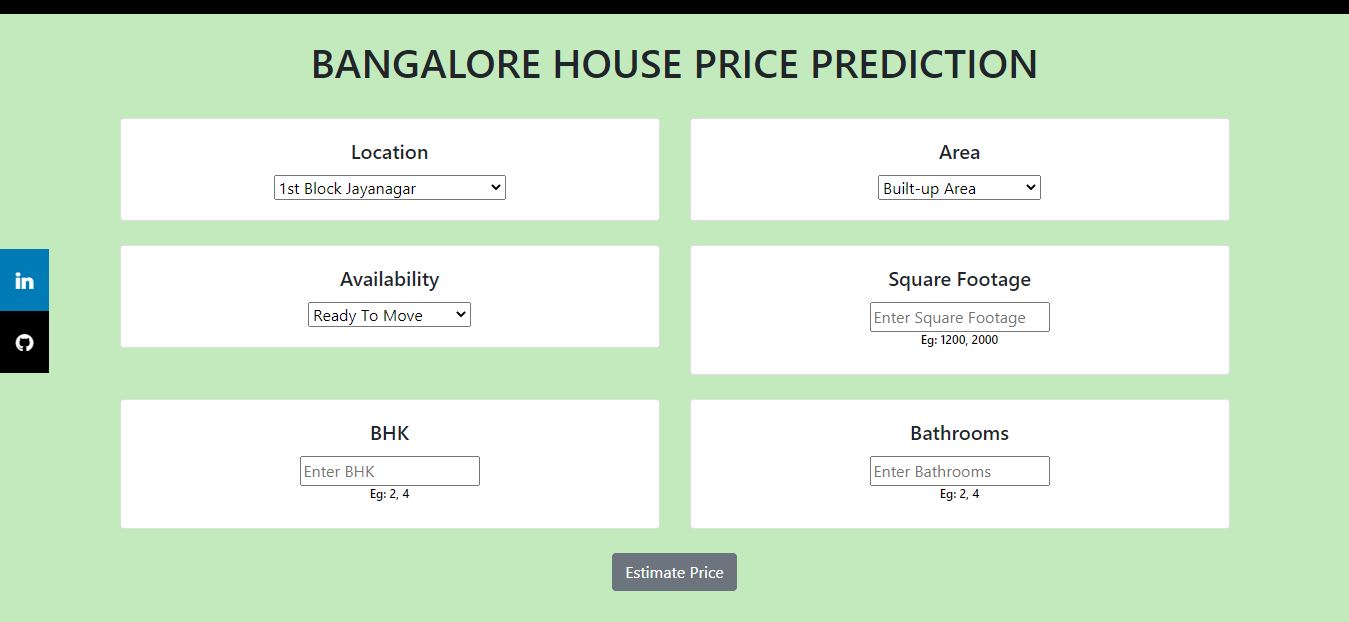 BANGALORE HOUSE PRICE PREDICTION
Location
1st Block Jayanagar
Area
Built-up Area
Availability
Ready To Move
Square Footage
Enter Square Footage
Eg: 1200, 2000
in
BHK
Enter BHK
Eg: 2, 4
Bathrooms
Enter Bathrooms
Eg: 2, 4
Estimate Price